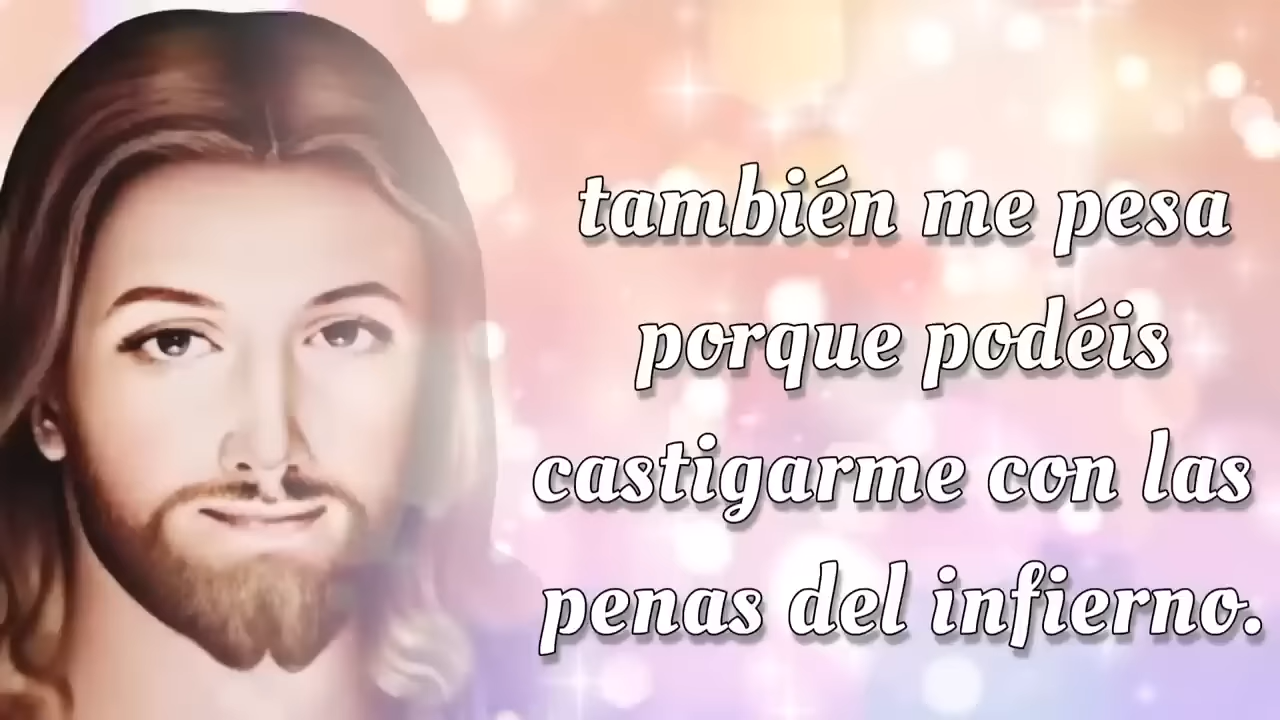 también me pesa
porque podéis
castigarme con las
penas del infierno.